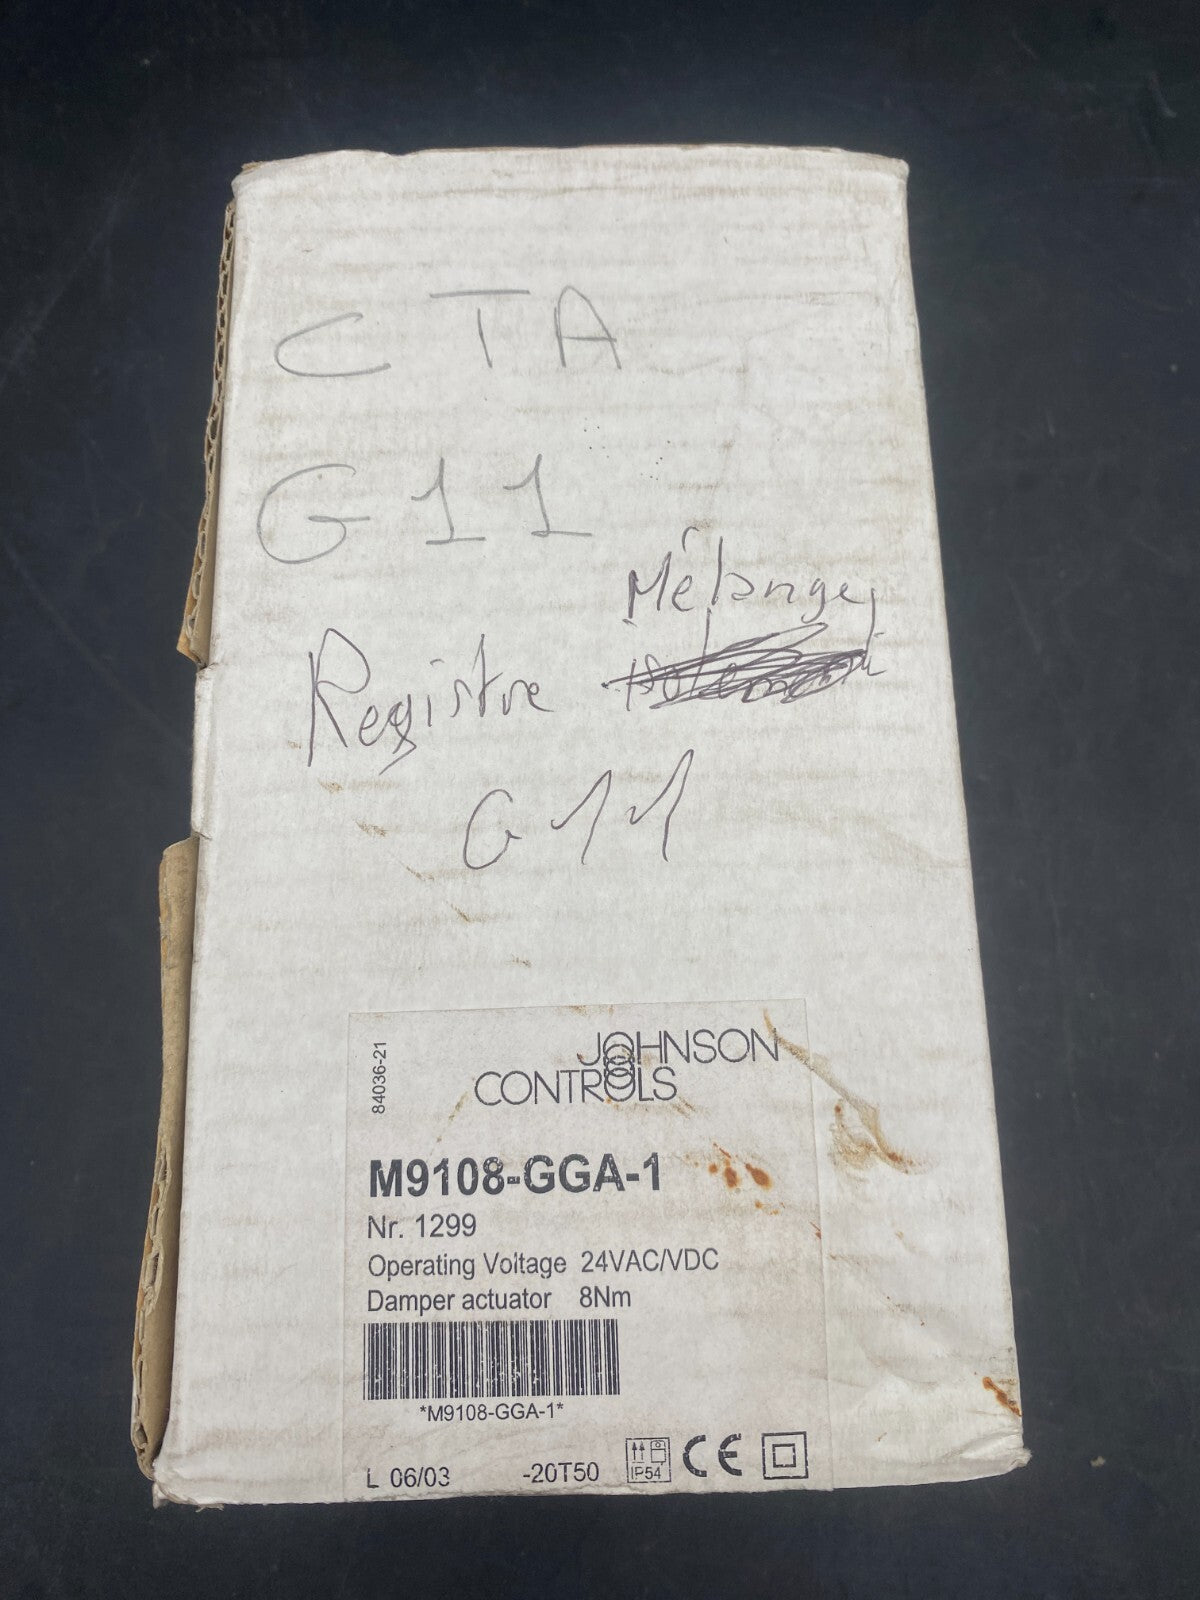 CTA
G11
Mélange
Registre
G11
84036-21
JOHNSON
CONTROLS
M9108-GGA-1
Nr. 1299
Operating Voltage 24VAC/VDC
Damper actuator 8Nm
*M9108-GGA-1*
L 06/03 -20T50 IP54 CE